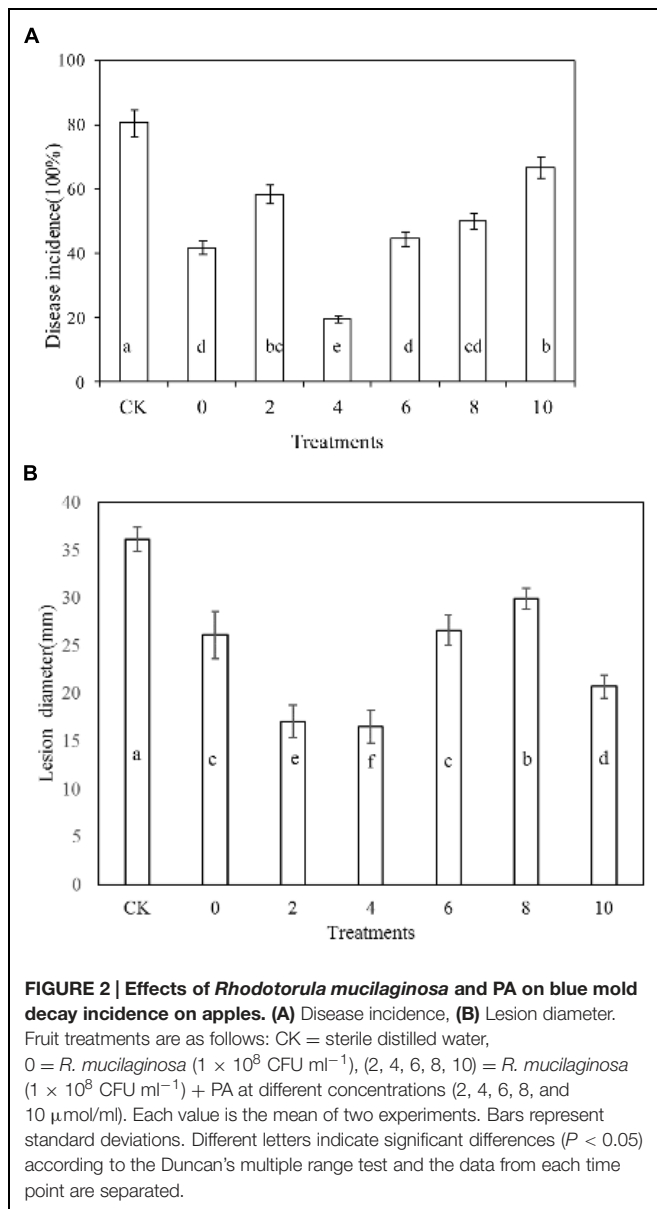 A
100
80
60
40
20
0
Disease incidence(100%)
a d bc e d cd b
CK 0 2 4 6 8 10
Treatments
B
40
35
30
25
20
15
10
5
0
Lesion diameter(mm)
a c e f c b d
CK 0 2 4 6 8 10
Treatments
FIGURE 2 | Effects of Rhodotorula mucilaginosa and PA on blue mold
decay incidence on apples. (A) Disease incidence, (B) Lesion diameter.
Fruit treatments are as follows: CK = sterile distilled water,
0 = R. mucilaginosa (1 × 10⁸ CFU ml⁻¹), (2, 4, 6, 8, 10) = R. mucilaginosa
(1 × 10⁸ CFU ml⁻¹) + PA at different concentrations (2, 4, 6, 8, and
10 μmol/ml). Each value is the mean of two experiments. Bars represent
standard deviations. Different letters indicate significant differences (P < 0.05)
according to the Duncan's multiple range test and the data from each time
point are separated.